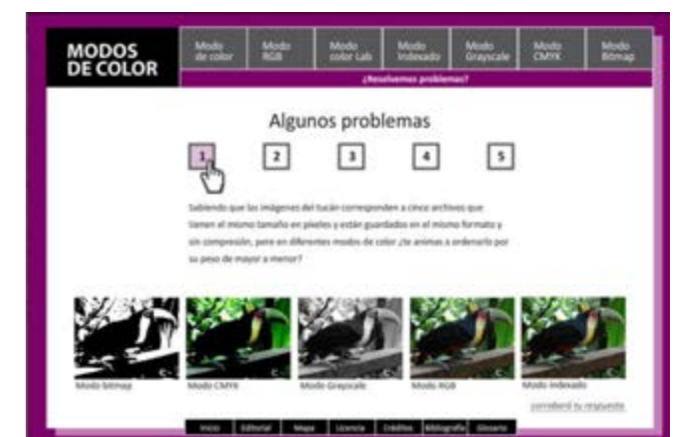 MODOS
DE COLOR
Modo de color
Modo RGB
Modo color Lab
Modo Indexado
Modo Grayscale
Modo CMYK
Modo Bitmap
¿Resolvemos problemas?
Algunos problemas
1 2 3 4 5
Sabiendo que las imágenes del tucán corresponden a cinco archivos que
tienen el mismo tamaño en píxeles y están guardados en el mismo formato y
sin compresión, pero en diferentes modos de color ¿te animas a ordenarlo por
su peso de mayor a menor?
Modo bitmap
Modo CMYK
Modo Grayscale
Modo RGB
Modo indexado
corroborá tu respuesta
Inicio Editorial Mapa Licencia Créditos Bibliografía Glosario